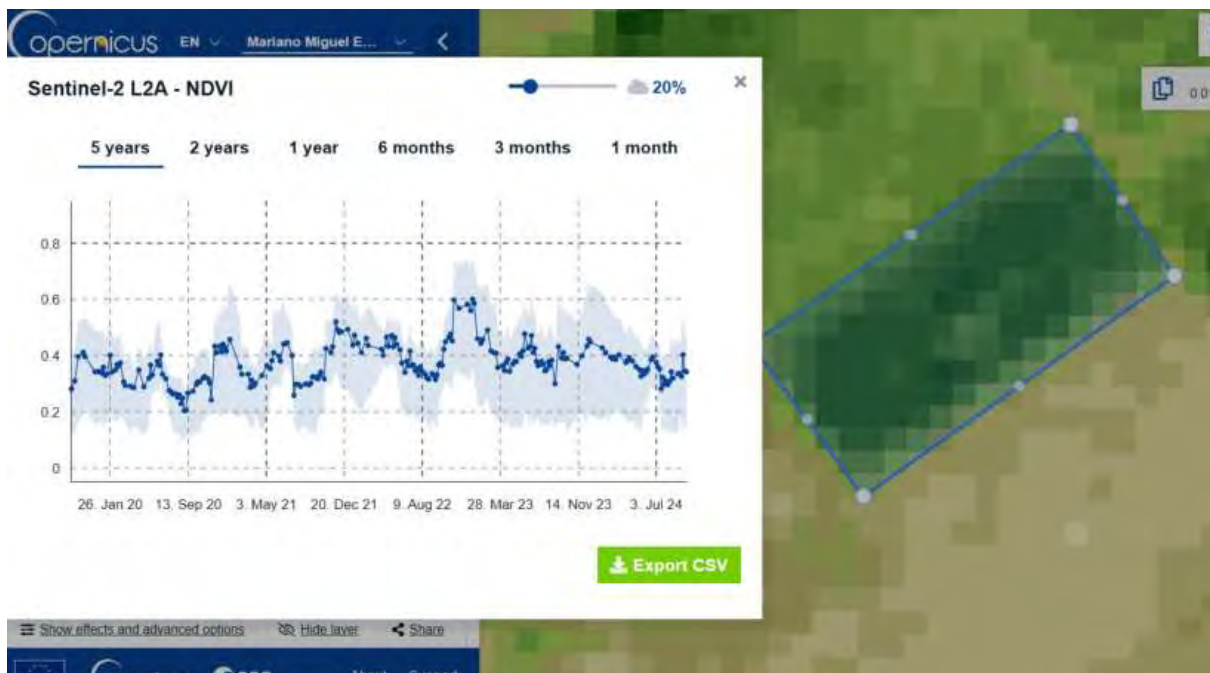 opernicus EN Mariano Miguel E...
Sentinel-2 L2A - NDVI 20% ×
5 years 2 years 1 year 6 months 3 months 1 month
0.8
0.6
0.4
0.2
0
26. Jan 20 13. Sep 20 3. May 21 20. Dec 21 9. Aug 22 28. Mar 23 14. Nov 23 3. Jul 24
Export CSV
Show effects and advanced options Hide layer Share